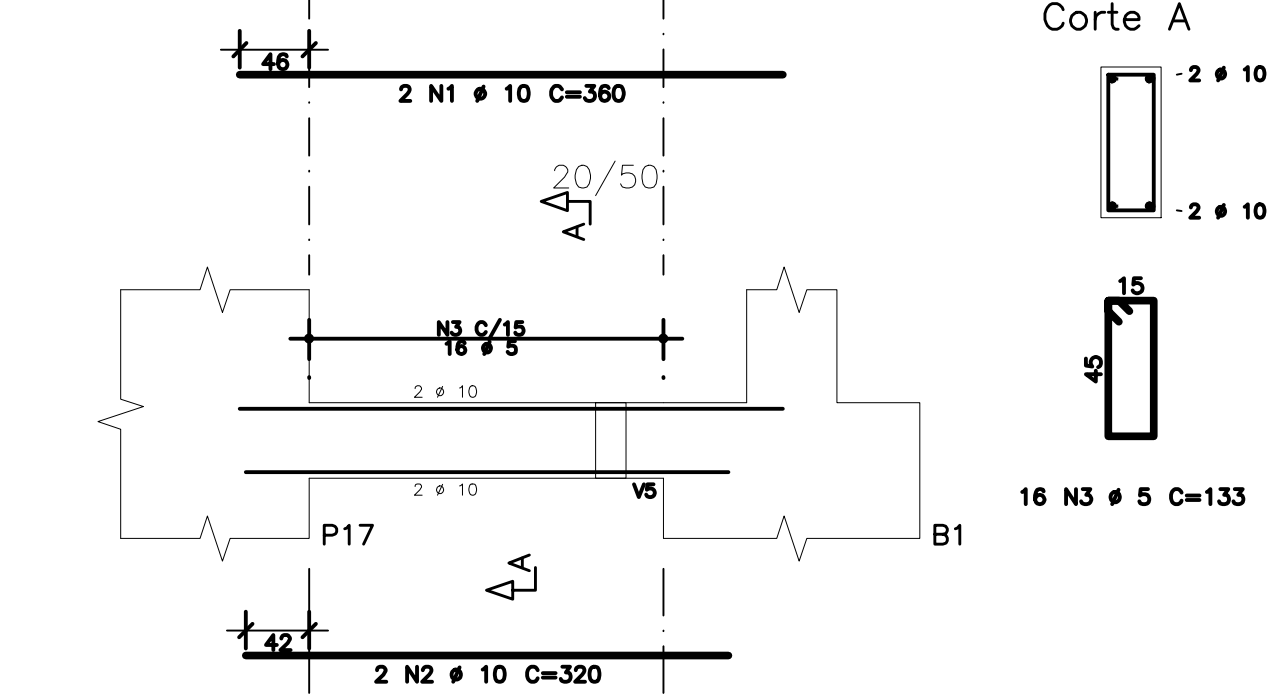 Corte A
46
2 N1 ø 10 C=360
2 ø 10
20/50
A
2 ø 10
15
N3 C/15
16 ø 5
45
2 ø 10
2 ø 10
V5
16 N3 ø 5 C=133
P17
B1
A
42
2 N2 ø 10 C=320